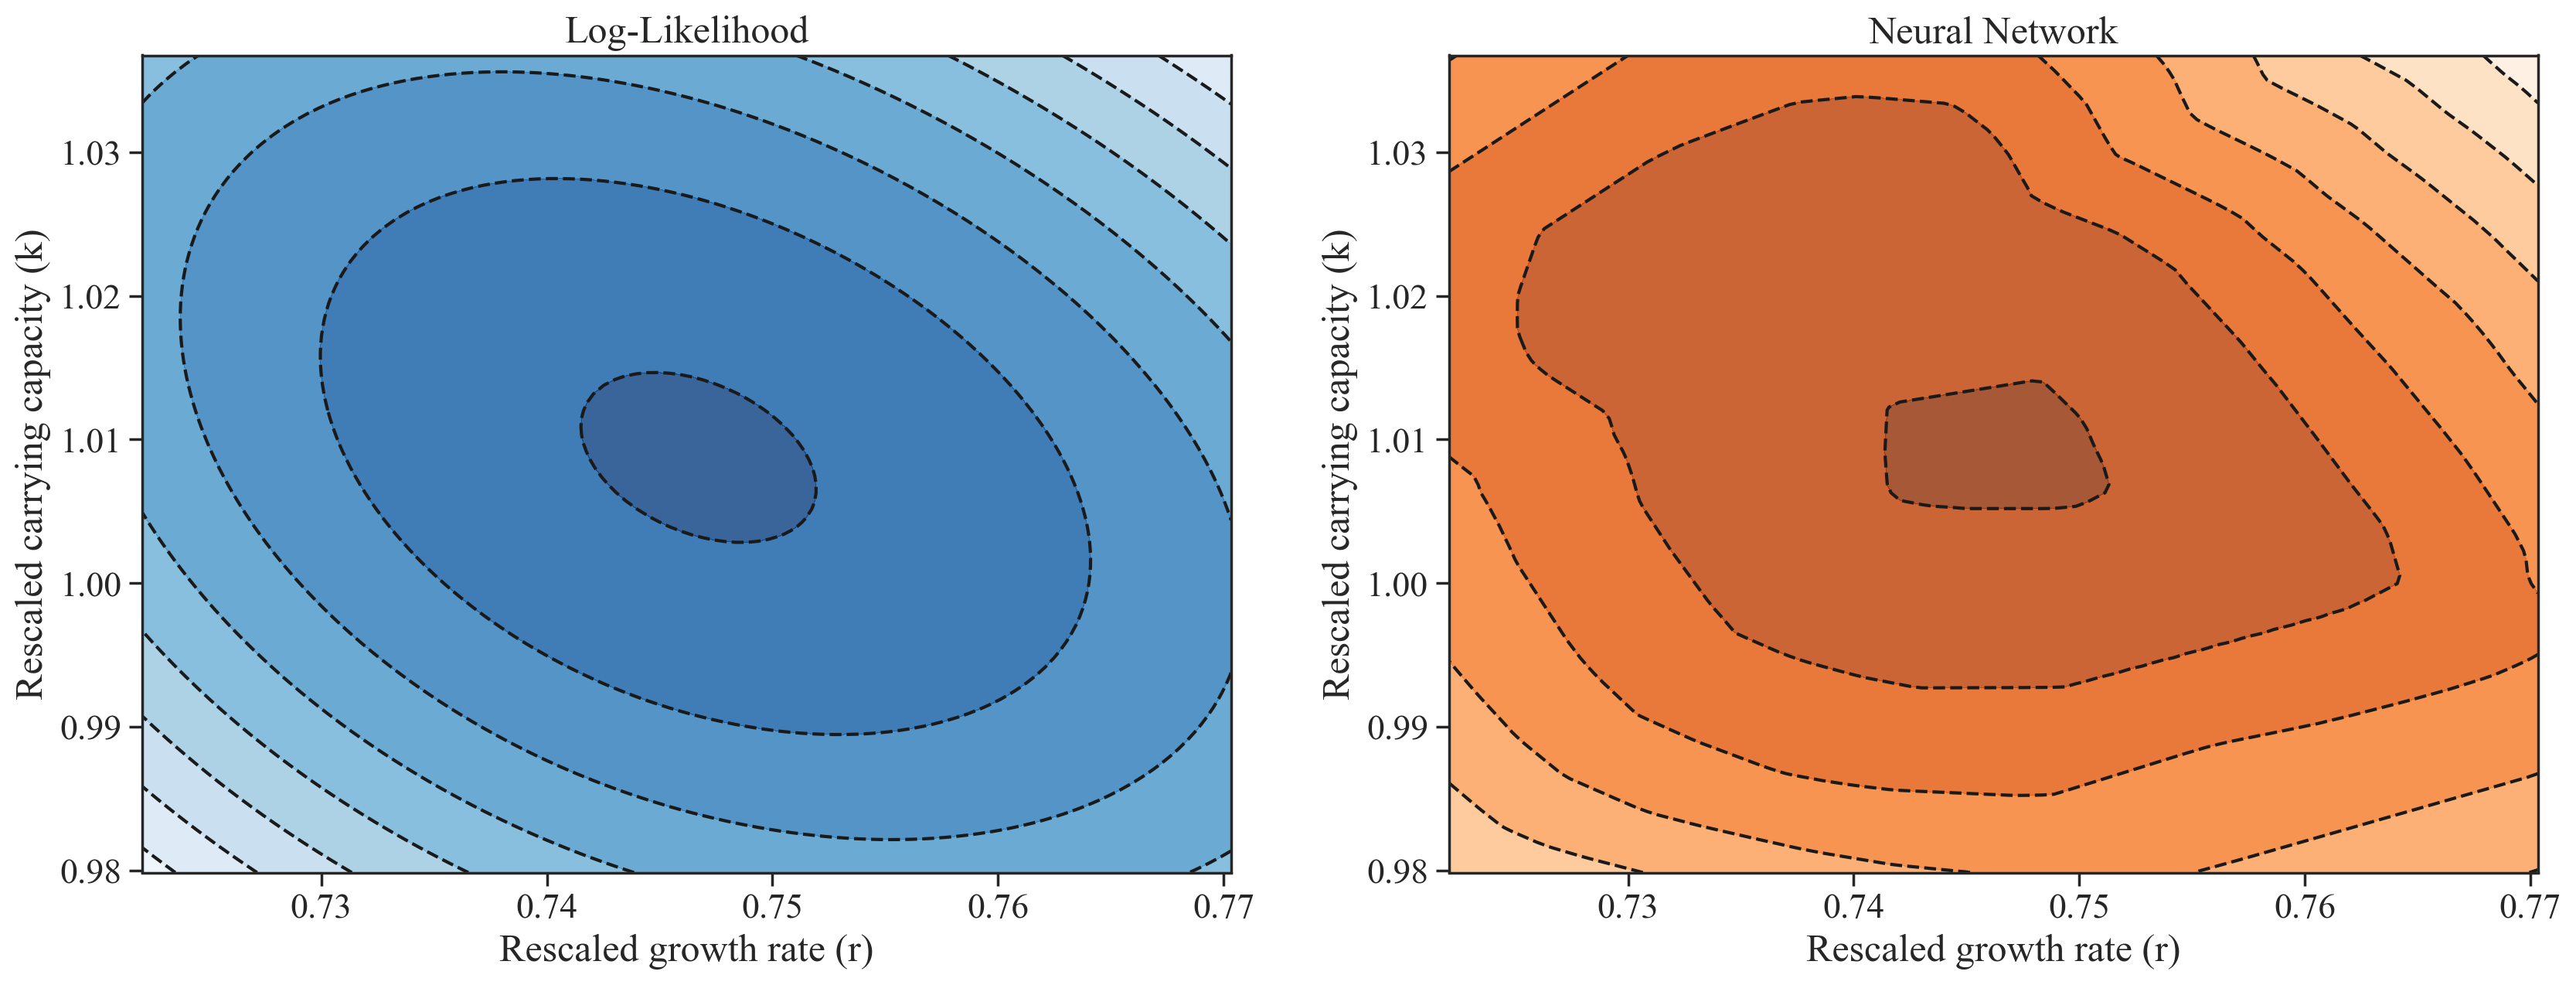 Log-Likelihood
Rescaled carrying capacity (k)
1.03
1.02
1.01
1.00
0.99
0.98
0.73 0.74 0.75 0.76 0.77
Rescaled growth rate (r)
Neural Network
Rescaled carrying capacity (k)
1.03
1.02
1.01
1.00
0.99
0.98
0.73 0.74 0.75 0.76 0.77
Rescaled growth rate (r)